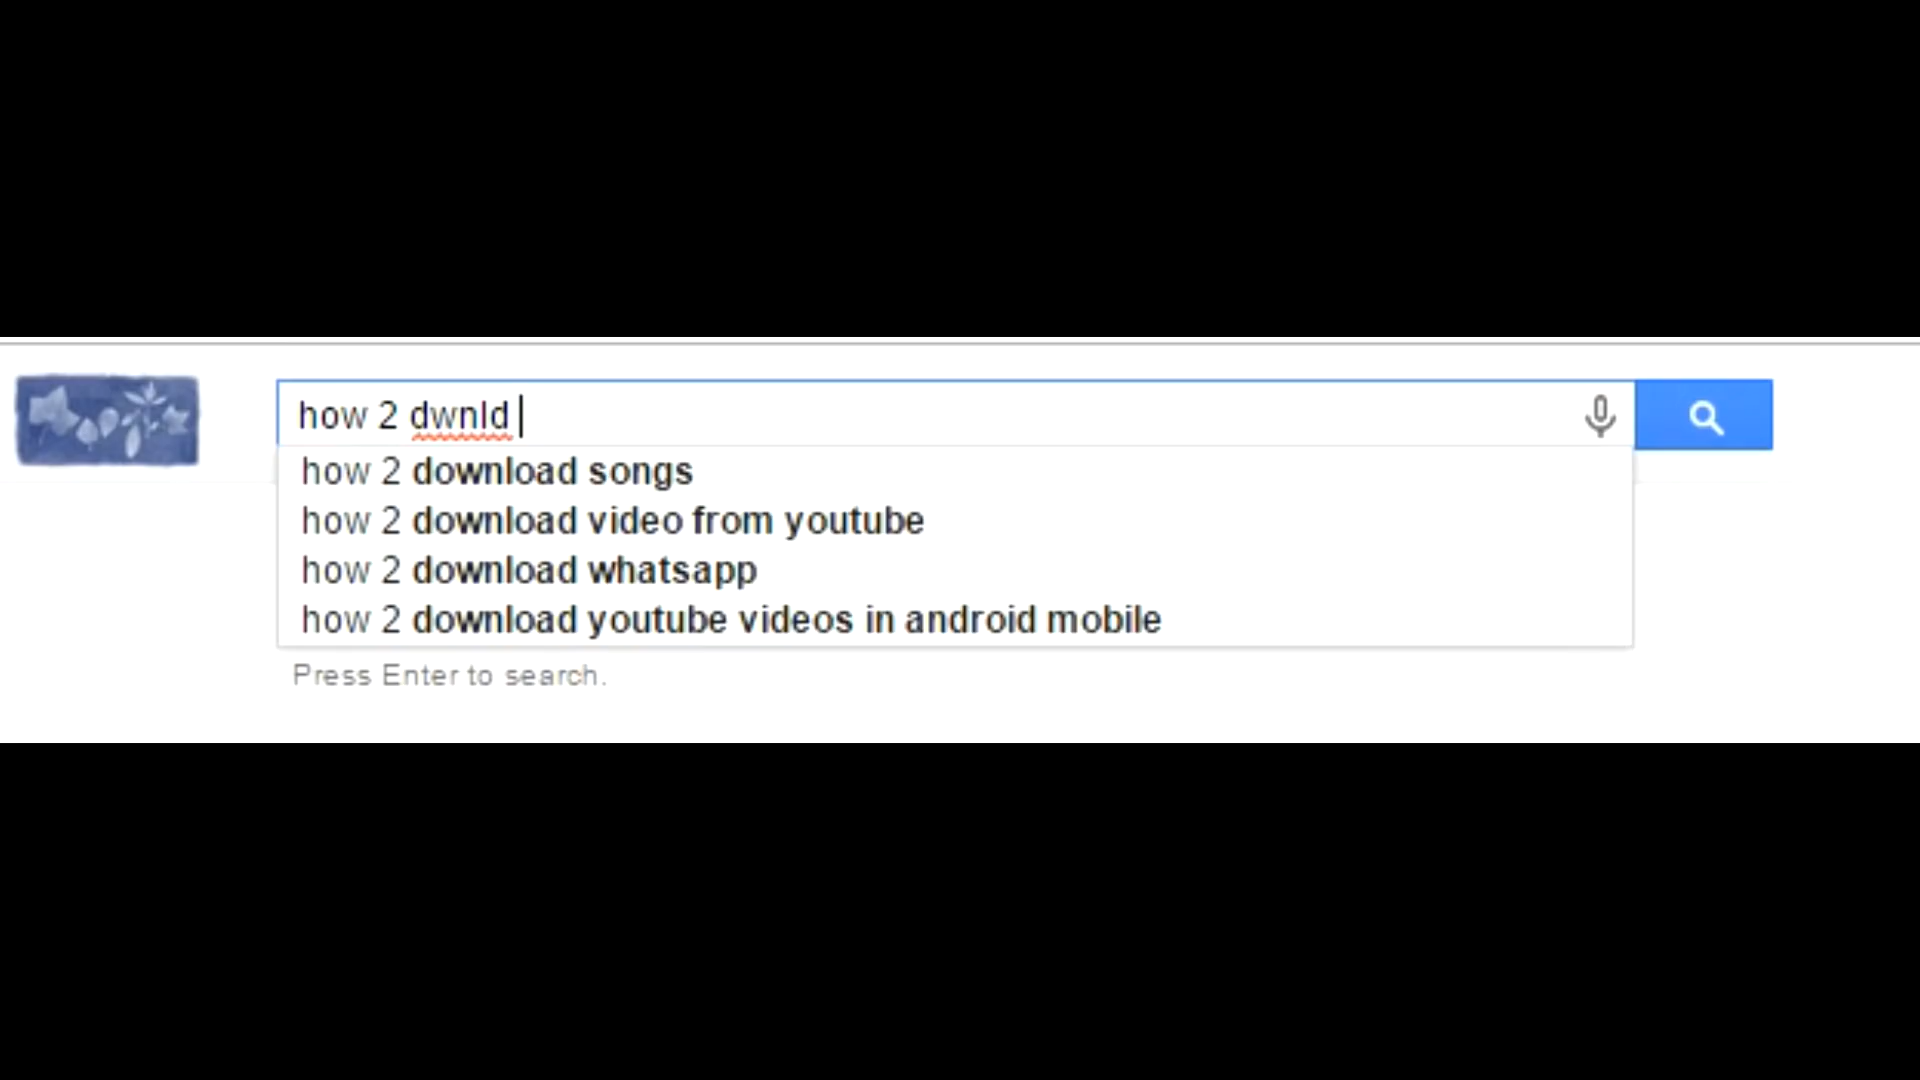 how 2 dwnld
how 2 download songs
how 2 download video from youtube
how 2 download whatsapp
how 2 download youtube videos in android mobile
Press Enter to search.